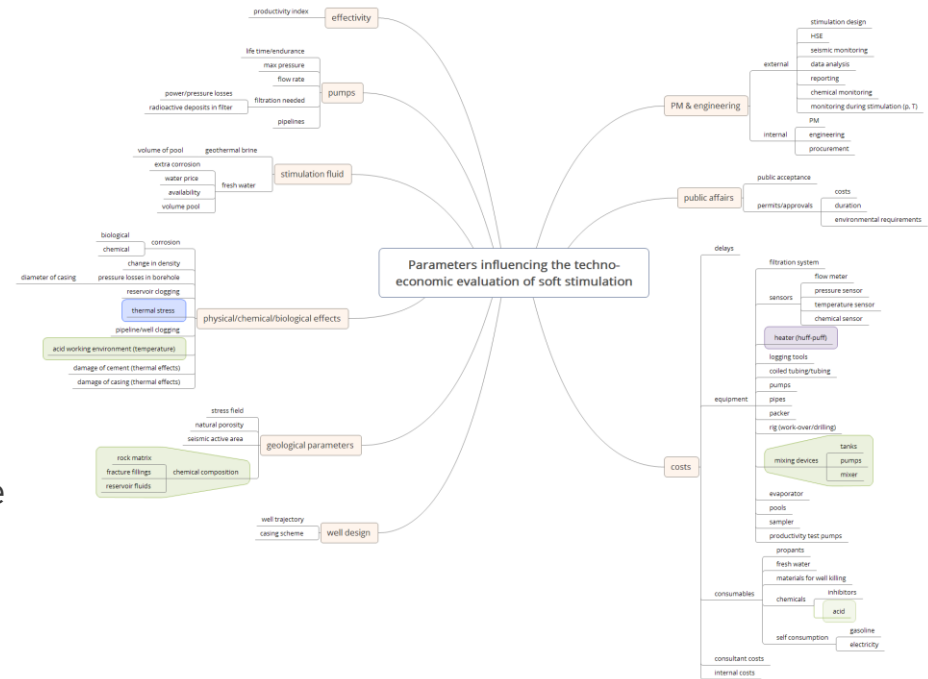 Parameters influencing the techno-
economic evaluation of soft stimulation
effectivity
productivity index
pumps
life time/endurance
max pressure
flow rate
filtration needed
power/pressure losses
radioactive deposits in filter
pipelines
stimulation fluid
geothermal brine
volume of pool
fresh water
extra corrosion
water price
availability
volume pool
physical/chemical/biological effects
corrosion
biological
chemical
change in density
pressure losses in borehole
diameter of casing
reservoir clogging
thermal stress
pipeline/well clogging
acid working environment (temperature)
damage of cement (thermal effects)
damage of casing (thermal effects)
geological parameters
stress field
natural porosity
seismic active area
chemical composition
rock matrix
fracture fillings
reservoir fluids
well design
well trajectory
casing scheme
e
PM & engineering
external
stimulation design
HSE
seismic monitoring
data analysis
reporting
chemical monitoring
monitoring during stimulation (p, T)
internal
PM
engineering
procurement
public affairs
public acceptance
permits/approvals
costs
duration
environmental requirements
costs
delays
equipment
filtration system
sensors
flow meter
pressure sensor
temperature sensor
chemical sensor
heater (huff-puff)
logging tools
coiled tubing/tubing
pumps
pipes
packer
rig (work-over/drilling)
mixing devices
tanks
pumps
mixer
evaporator
pools
sampler
productivity test pumps
consumables
propants
fresh water
materials for well killing
chemicals
inhibitors
acid
self consumption
gasoline
electricity
consultant costs
internal costs